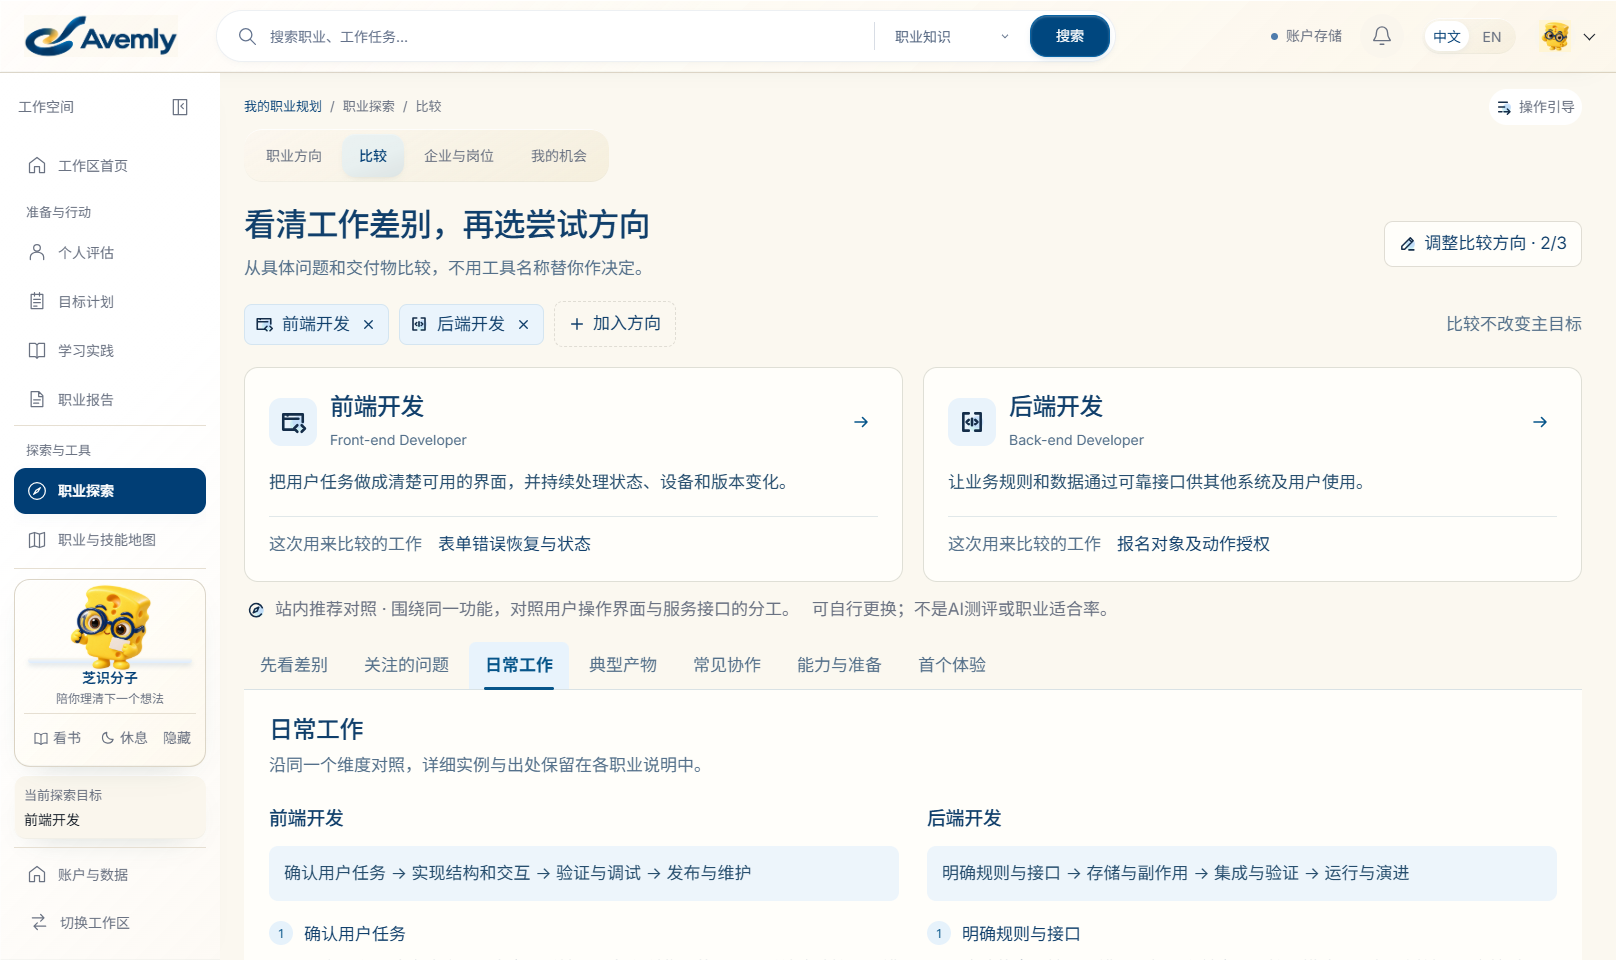 Avemly
搜索职业、工作任务...
职业知识
搜索
账户存储
中文 EN
工作空间
工作区首页
准备与行动
个人评估
目标计划
学习实践
职业报告
探索与工具
职业探索
职业与技能地图
芝识分子
陪你理清下一个想法
看书 休息 隐藏
当前探索目标
前端开发
账户与数据
切换工作区
我的职业规划 / 职业探索 / 比较
操作引导
职业方向 比较 企业与岗位 我的机会
看清工作差别，再选尝试方向
从具体问题和交付物比较，不用工具名称替你作决定。
调整比较方向 · 2/3
前端开发 × 后端开发 × + 加入方向
比较不改变主目标
前端开发
Front-end Developer
把用户任务做成清楚可用的界面，并持续处理状态、设备和版本变化。
这次用来比较的工作 表单错误恢复与状态
后端开发
Back-end Developer
让业务规则和数据通过可靠接口供其他系统及用户使用。
这次用来比较的工作 报名对象及动作授权
站内推荐对照 · 围绕同一功能，对照用户操作界面与服务接口的分工。 可自行更换；不是AI测评或职业适合率。
先看差别 关注的问题 日常工作 典型产物 常见协作 能力与准备 首个体验
日常工作
沿同一个维度对照，详细实例与出处保留在各职业说明中。
前端开发
确认用户任务 → 实现结构和交互 → 验证与调试 → 发布与维护
1 确认用户任务
后端开发
明确规则与接口 → 存储与副作用 → 集成与验证 → 运行与演进
1 明确规则与接口